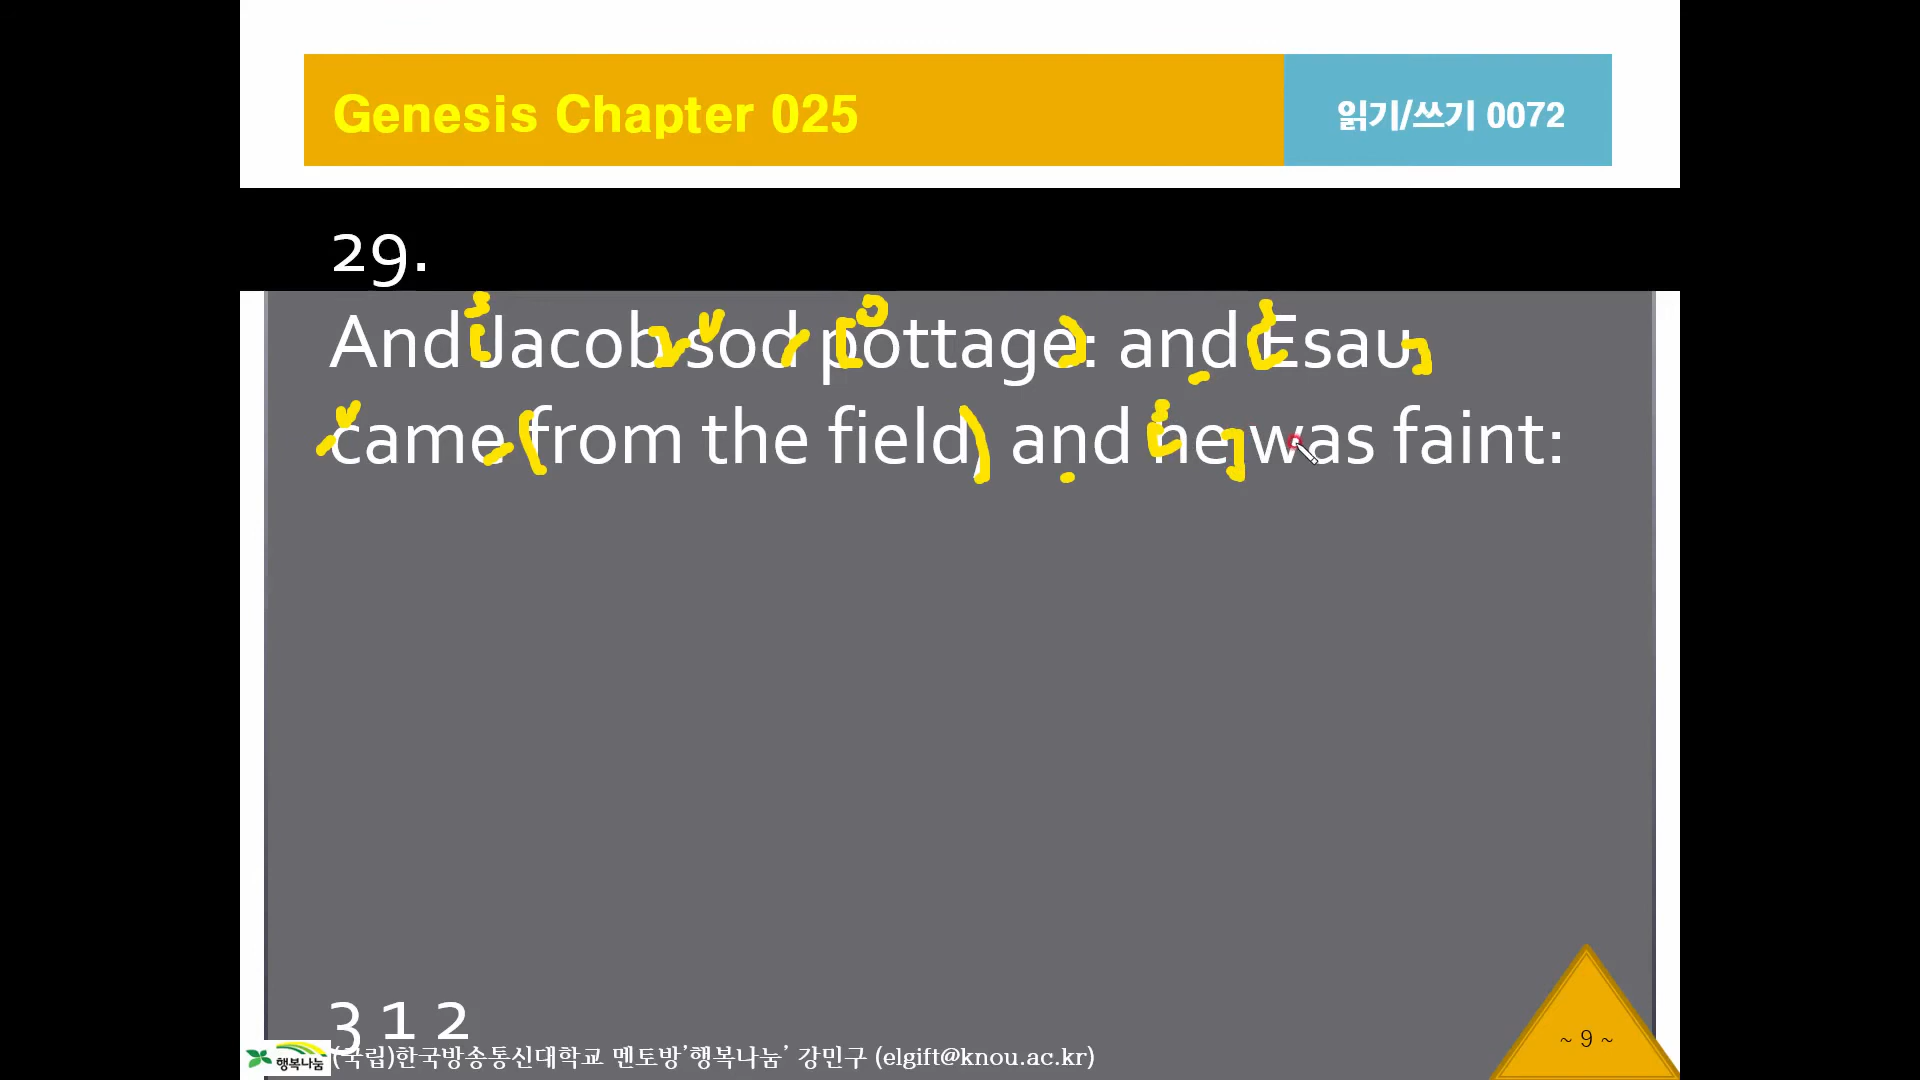 Genesis Chapter 025
읽기/쓰기 0072
29.
And Jacob sod pottage: and Esau
came from the field, and he was faint:
3 1 2
행복나눔
(국립)한국방송통신대학교 멘토방'행복나눔' 강민구 (elgift@knou.ac.kr)
~ 9 ~